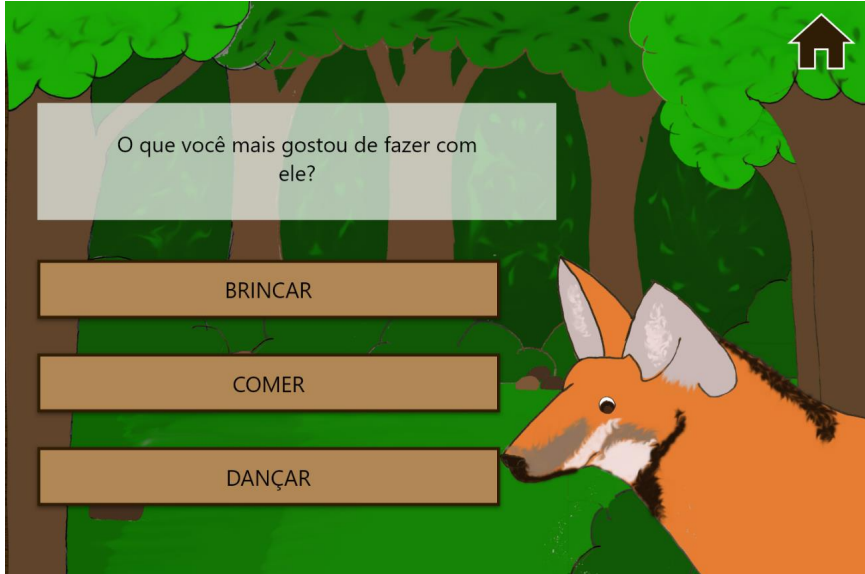 O que você mais gostou de fazer com
ele?
BRINCAR
COMER
DANÇAR